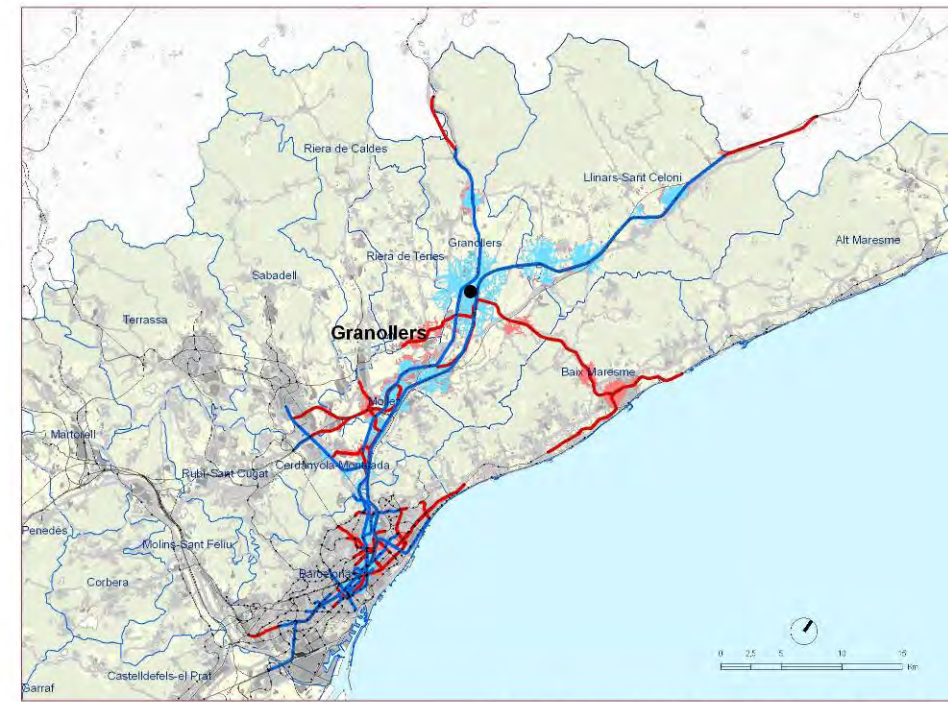 Riera de Caldes
Llinars-Sant Celoni
Granollers
Alt Maresme
Riera de Tenes
Sabadell
Terrassa
Granollers
Baix Maresme
Mollet
Martorell
Cerdanyola-Montcada
Rubí-Sant Cugat
Penedès
Molins-Sant Feliu
Barcelona
Corbera
Castelldefels-el Prat
Garraf
0 2,5 5 10 15
Km